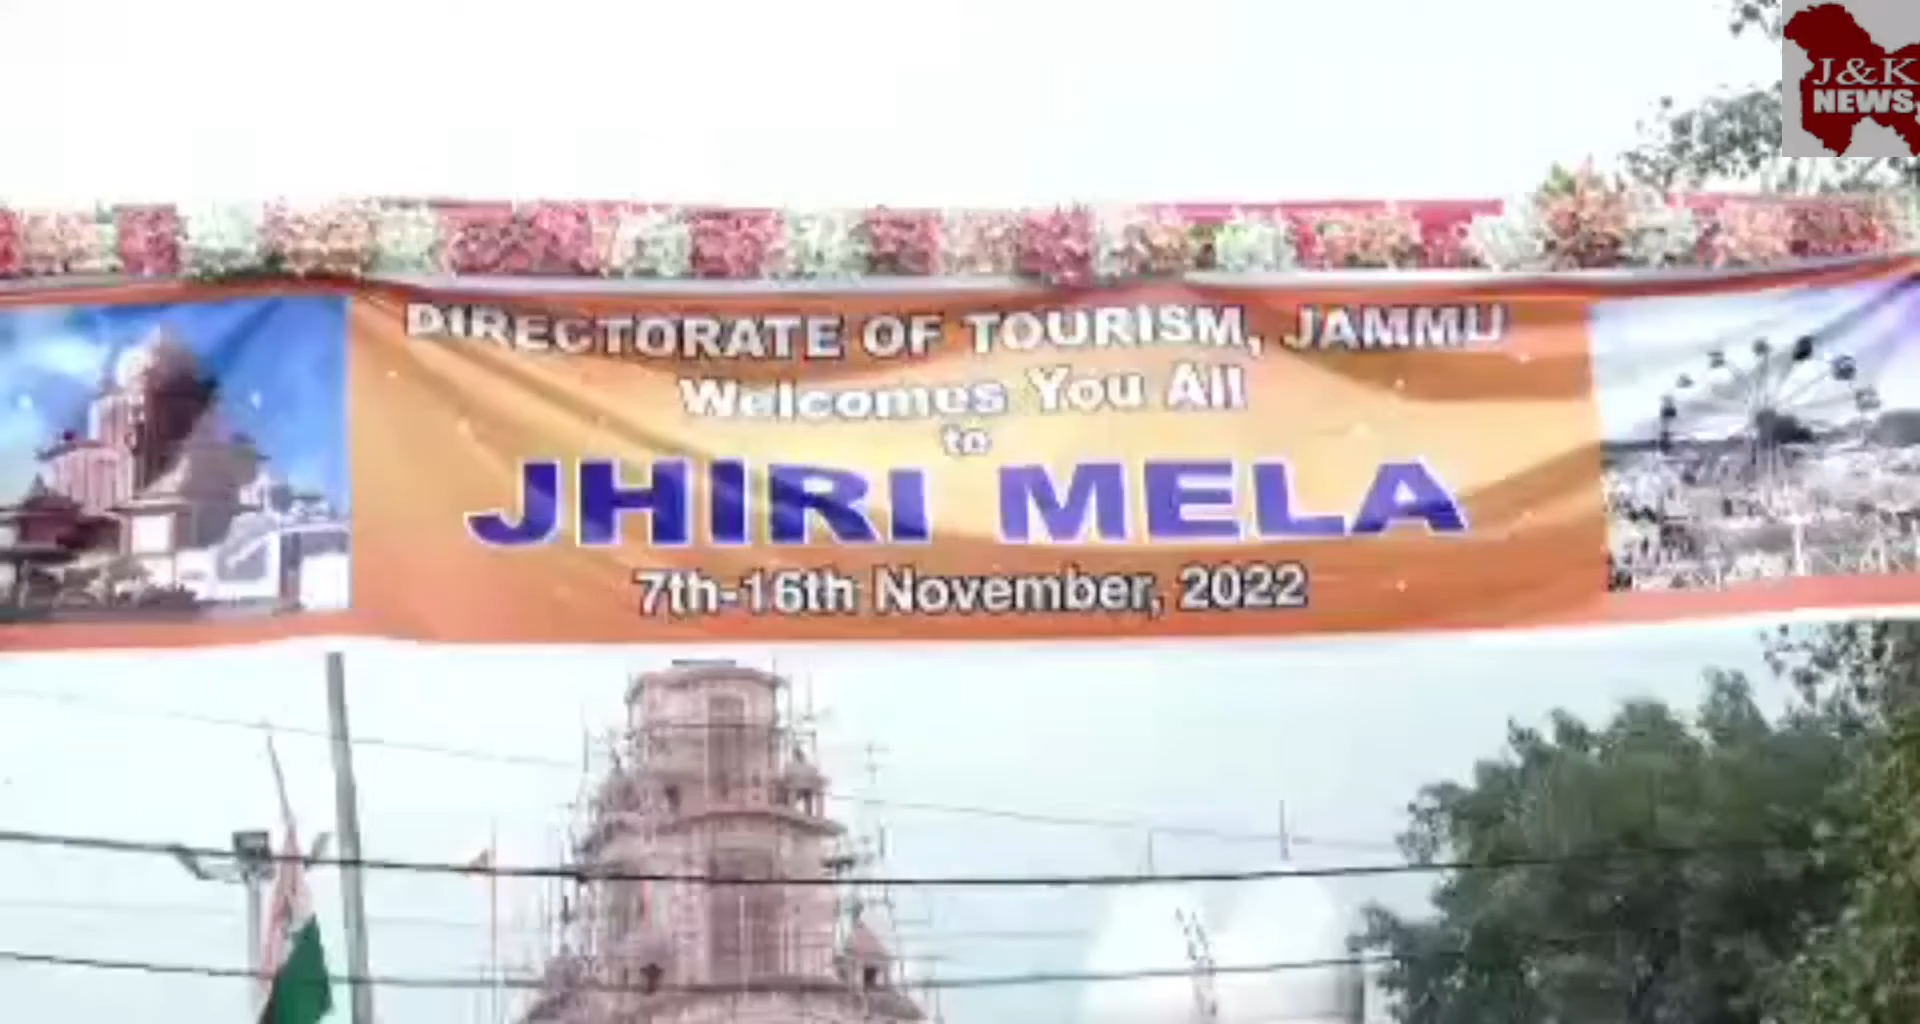 J&K
NEWS
DIRECTORATE OF TOURISM, JAMMU
Welcomes You All
to
JHIRI MELA
7th-16th November, 2022